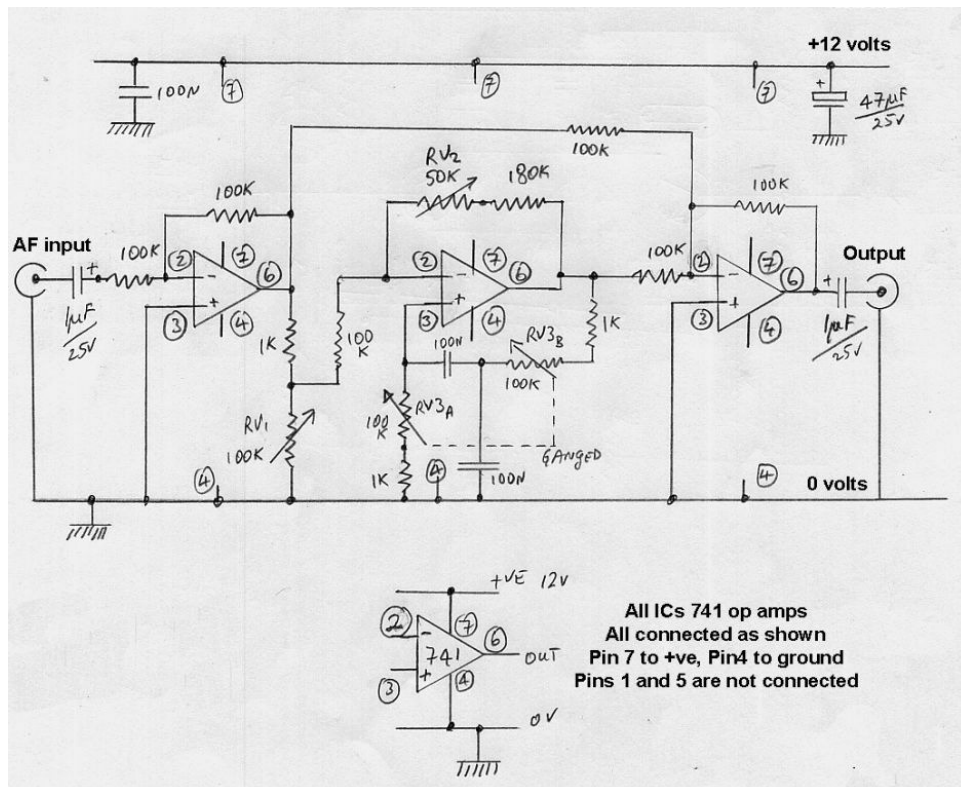 +12 volts
100N
7
7
7
+
47µF
25V
100K
RV2
50K
180K
100K
100K
AF input
+
100K
2
7
6
-
+
3
4
1µF
25V
1K
100
K
2
7
6
-
+
3
4
100N
RV3B
100K
1K
100K
2
7
6
-
+
3
4
Output
+
1µF
25V
RV1
100K
100
K
RV3A
GANGED
1K
4
4
100N
4
0 volts
+VE 12V
2
7
6
-
741
OUT
+
3
4
0V
All ICs 741 op amps
All connected as shown
Pin 7 to +ve, Pin4 to ground
Pins 1 and 5 are not connected